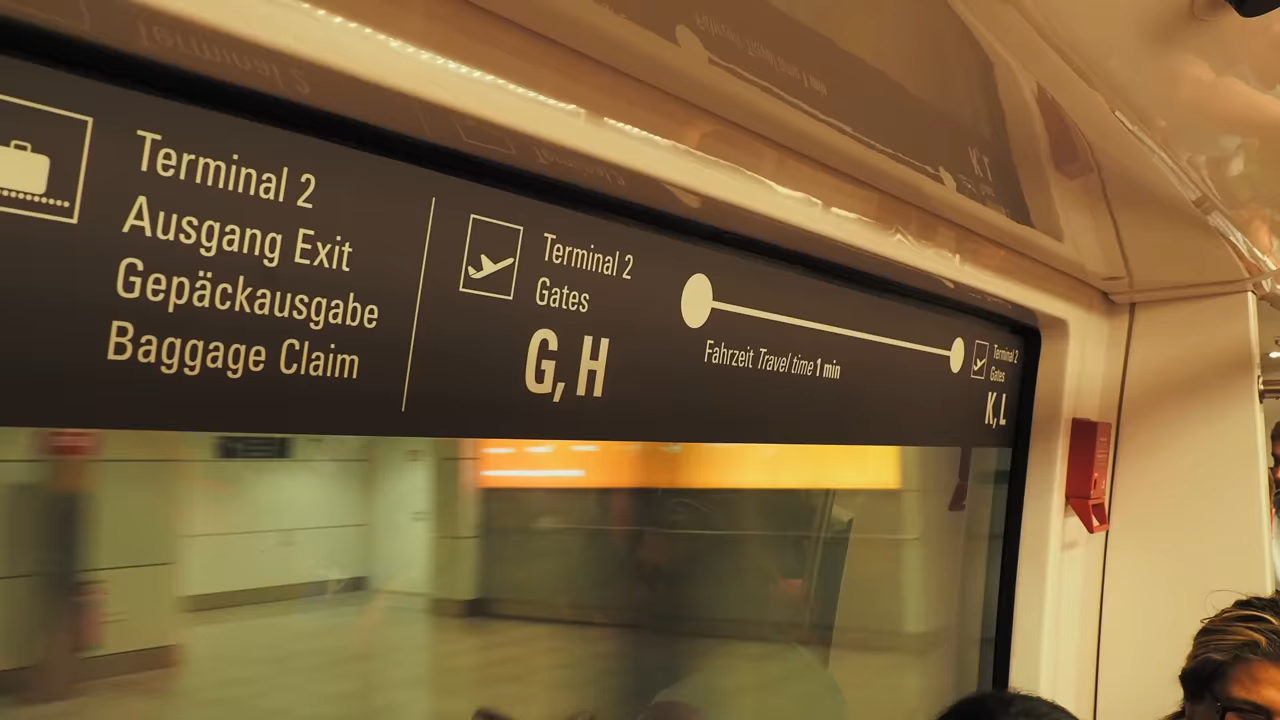 Terminal 2
Ausgang Exit
Gepäckausgabe
Baggage Claim
Terminal 2
Gates
G, H
Fahrzeit Travel time 1 min
Terminal 2
Gates
K, L